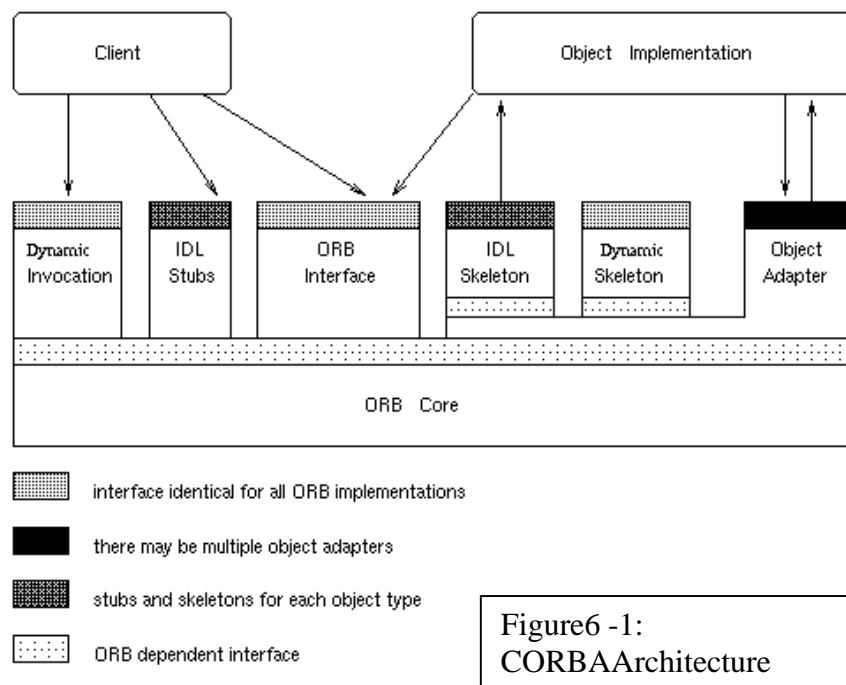 Client
Object Implementation
Dynamic
Invocation
IDL
Stubs
ORB
Interface
IDL
Skeleton
Dynamic
Skeleton
Object
Adapter
ORB Core
interface identical for all ORB implementations
there may be multiple object adapters
stubs and skeletons for each object type
ORB dependent interface
Figure6 -1:
CORBAArchitecture